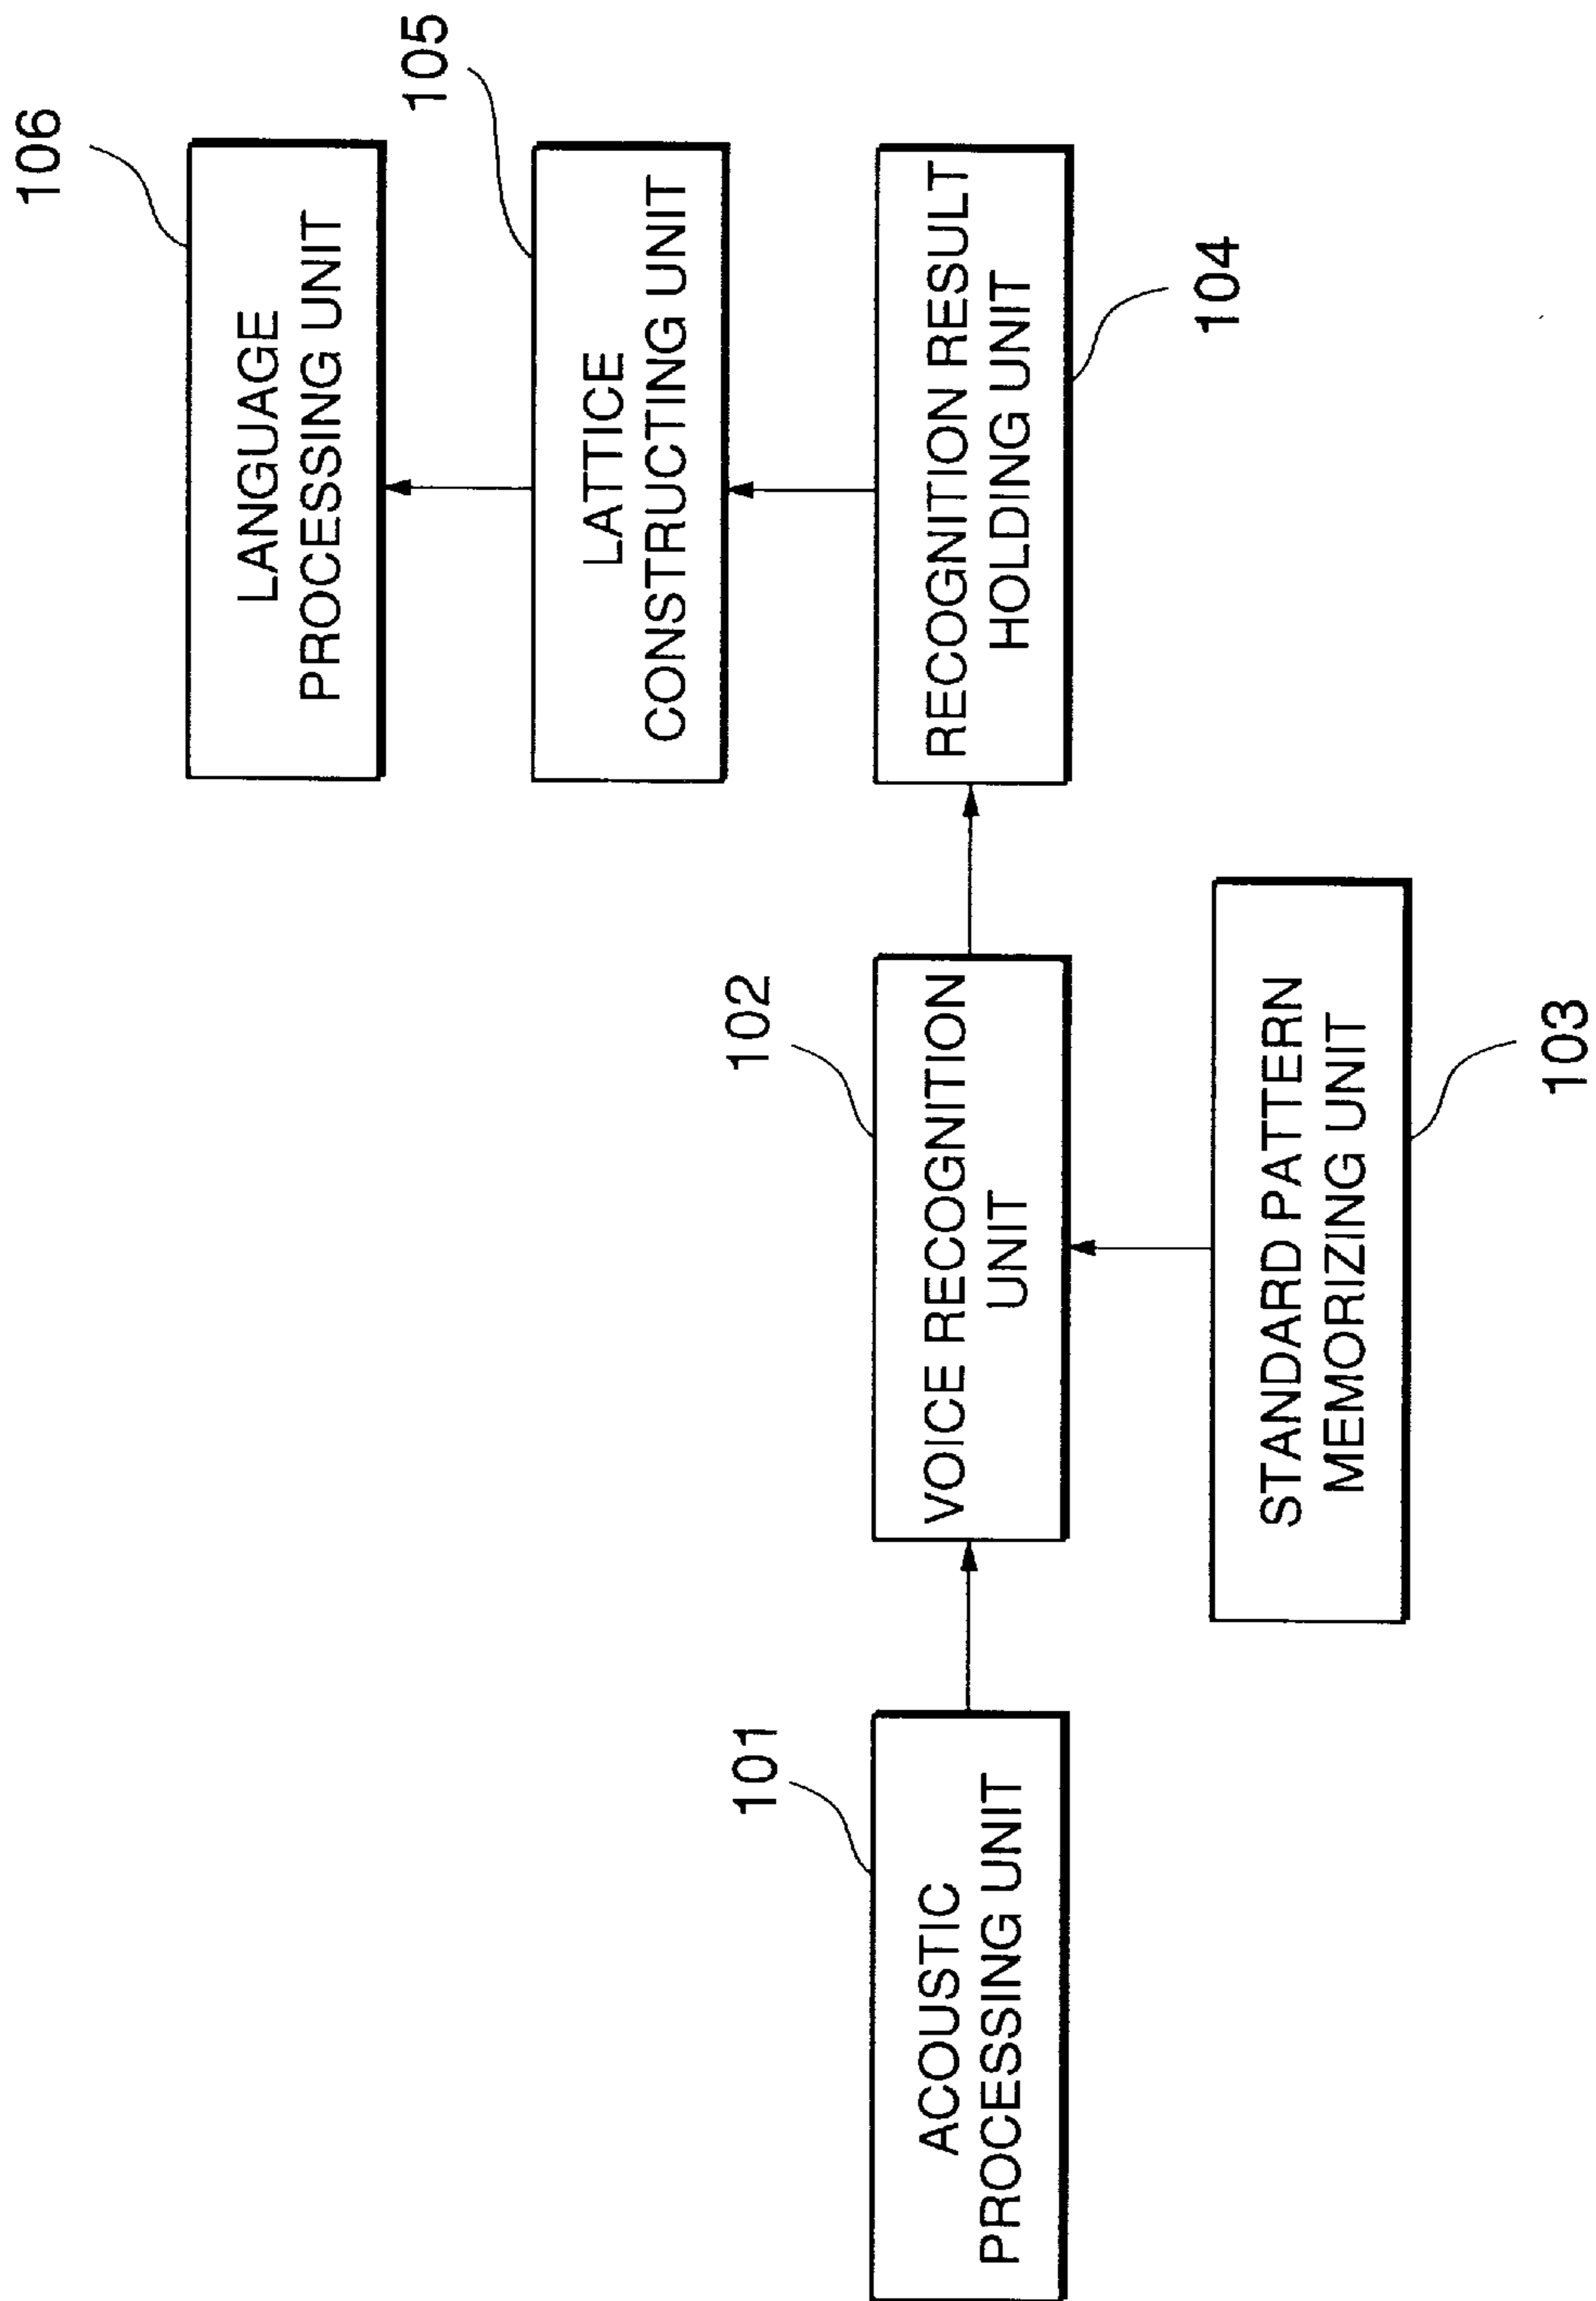 106
LANGUAGE
PROCESSING UNIT
105
LATTICE
CONSTRUCTING UNIT
RECOGNITION RESULT
HOLDING UNIT
104
102
VOICE RECOGNITION
UNIT
STANDARD PATTERN
MEMORIZING UNIT
103
101
ACOUSTIC
PROCESSING UNIT